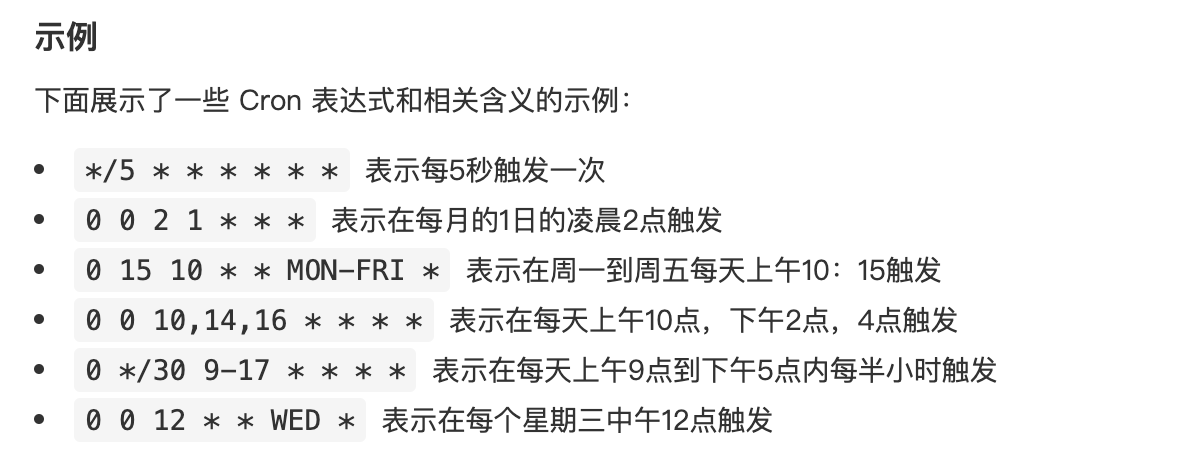 示例
下面展示了一些 Cron 表达式和相关含义的示例：
• */5 * * * * * * 表示每5秒触发一次
• 0 0 2 1 * * * 表示在每月的1日的凌晨2点触发
• 0 15 10 * * MON-FRI * 表示在周一到周五每天上午10：15触发
• 0 0 10,14,16 * * * * 表示在每天上午10点，下午2点，4点触发
• 0 */30 9-17 * * * * 表示在每天上午9点到下午5点内每半小时触发
• 0 0 12 * * WED * 表示在每个星期三中午12点触发